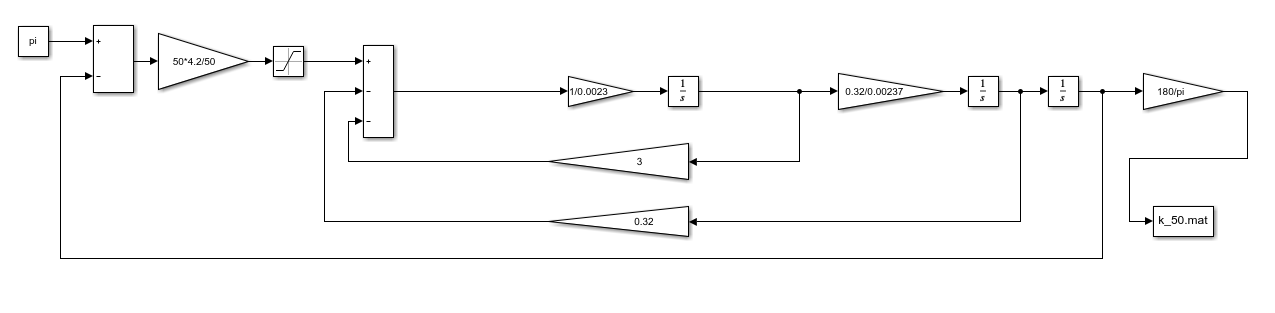 pi
+
−
50*4.2/50
+
−
−
1/0.0023
1
s
0.32/0.00237
1
s
1
s
180/pi
3
0.32
k_50.mat